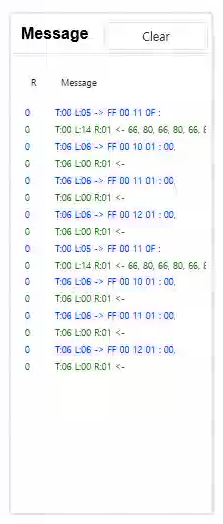 Message Clear
R Message
0 T:00 L:05 -> FF 00 11 0F :
0 T:00 L:14 R:01 <- 66, 80, 66, 80, 66, 8
0 T:06 L:06 -> FF 00 10 01 : 00,
0 T:06 L:00 R:01 <-
0 T:06 L:06 -> FF 00 11 01 : 00,
0 T:06 L:00 R:01 <-
0 T:06 L:06 -> FF 00 12 01 : 00,
0 T:06 L:00 R:01 <-
0 T:00 L:05 -> FF 00 11 0F :
0 T:00 L:14 R:01 <- 66, 80, 66, 80, 66, 8
0 T:06 L:06 -> FF 00 10 01 : 00,
0 T:06 L:00 R:01 <-
0 T:06 L:06 -> FF 00 11 01 : 00,
0 T:06 L:00 R:01 <-
0 T:06 L:06 -> FF 00 12 01 : 00,
0 T:06 L:00 R:01 <-